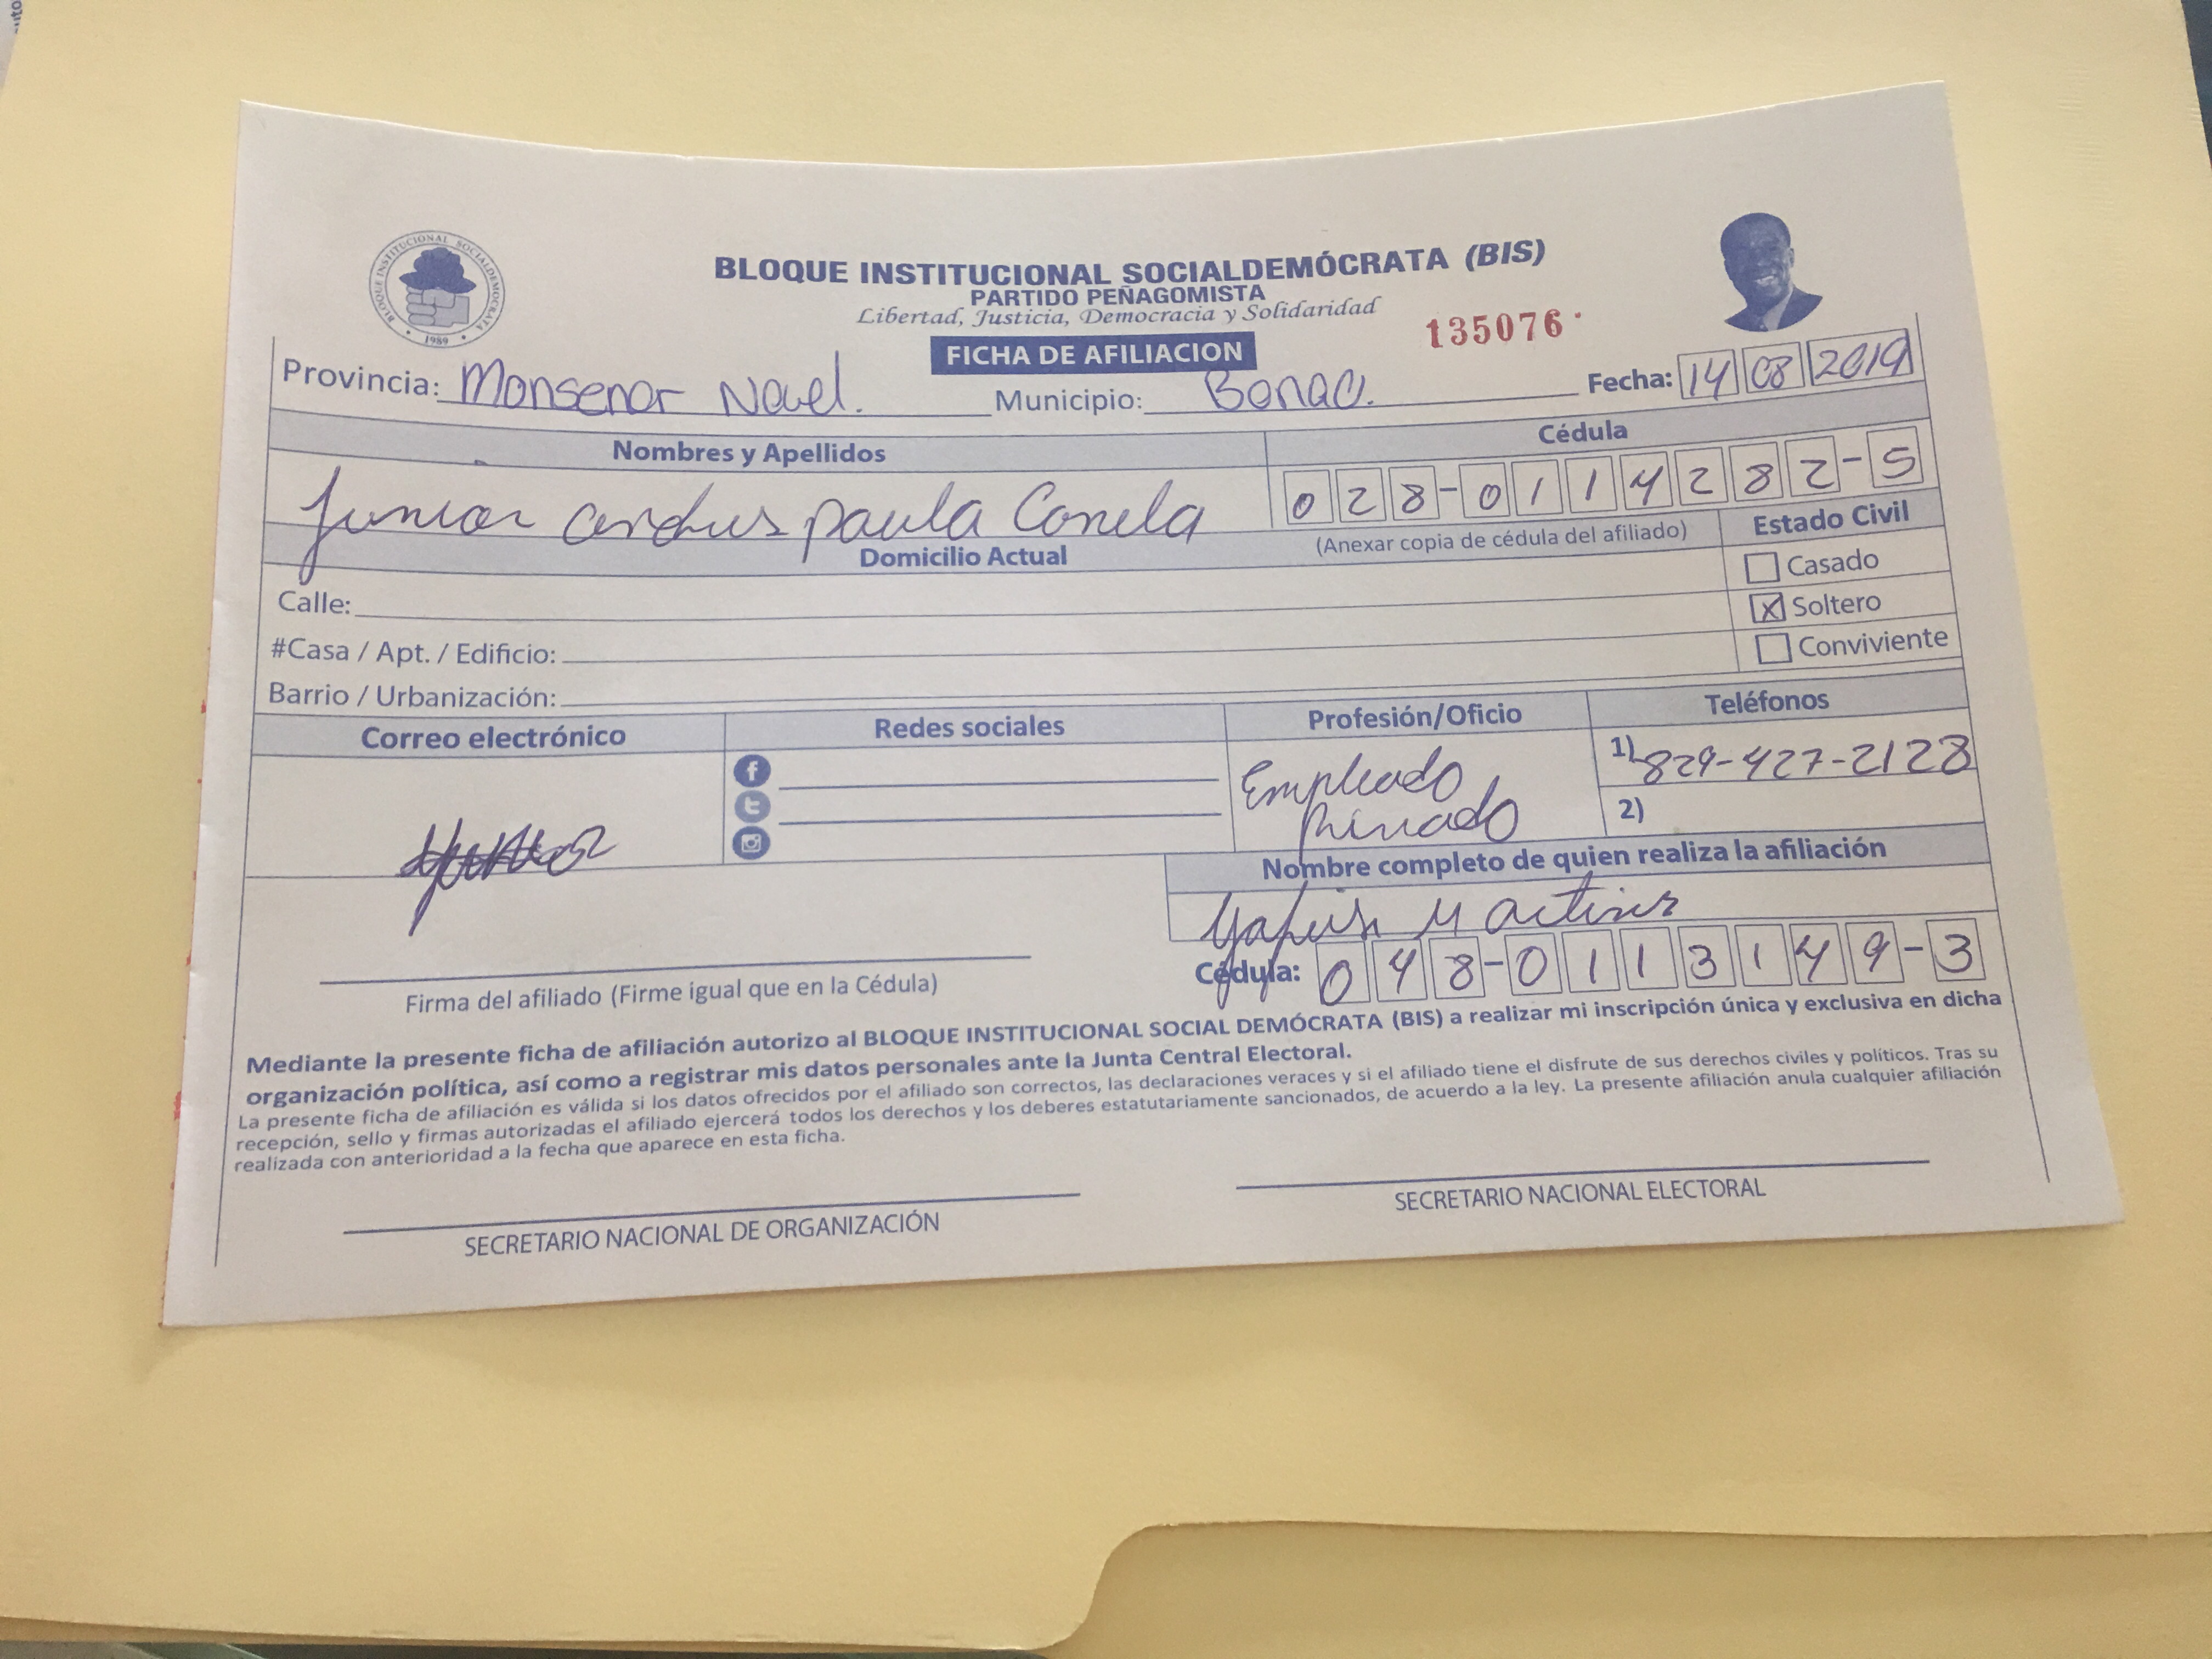 BLOQUE INSTITUCIONAL SOCIALDEMOCRATA
1989
BLOQUE INSTITUCIONAL SOCIALDEMÓCRATA (BIS)
PARTIDO PEÑAGOMISTA
Libertad, Justicia, Democracia y Solidaridad
135076
FICHA DE AFILIACION
Provincia: Monsenor Nouel. Municipio: Bonao. Fecha: 14 08 2019
Nombres y Apellidos Cédula
Junior andres paula 028-0114282-5
Domicilio Actual (Anexar copia de cédula del afiliado) Estado Civil
Casado
Calle:
x Soltero
#Casa / Apt. / Edificio:
Conviviente
Barrio / Urbanización:
Correo electrónico Redes sociales Profesión/Oficio Teléfonos
Empleado 1) 829-427-2128
Privado 2)
Nombre completo de quien realiza la afiliación
Martinez
Cédula: 048-0113149-3
Firma del afiliado (Firme igual que en la Cédula)
Mediante la presente ficha de afiliación autorizo al BLOQUE INSTITUCIONAL SOCIAL DEMÓCRATA (BIS) a realizar mi inscripción única y exclusiva en dicha
organización política, así como a registrar mis datos personales ante la Junta Central Electoral.
La presente ficha de afiliación es válida si los datos ofrecidos por el afiliado son correctos, las declaraciones veraces y si el afiliado tiene el disfrute de sus derechos civiles y políticos. Tras su
recepción, sello y firmas autorizadas el afiliado ejercerá todos los derechos y los deberes estatutariamente sancionados, de acuerdo a la ley. La presente afiliación anula cualquier afiliación
realizada con anterioridad a la fecha que aparece en esta ficha.
SECRETARIO NACIONAL DE ORGANIZACIÓN SECRETARIO NACIONAL ELECTORAL